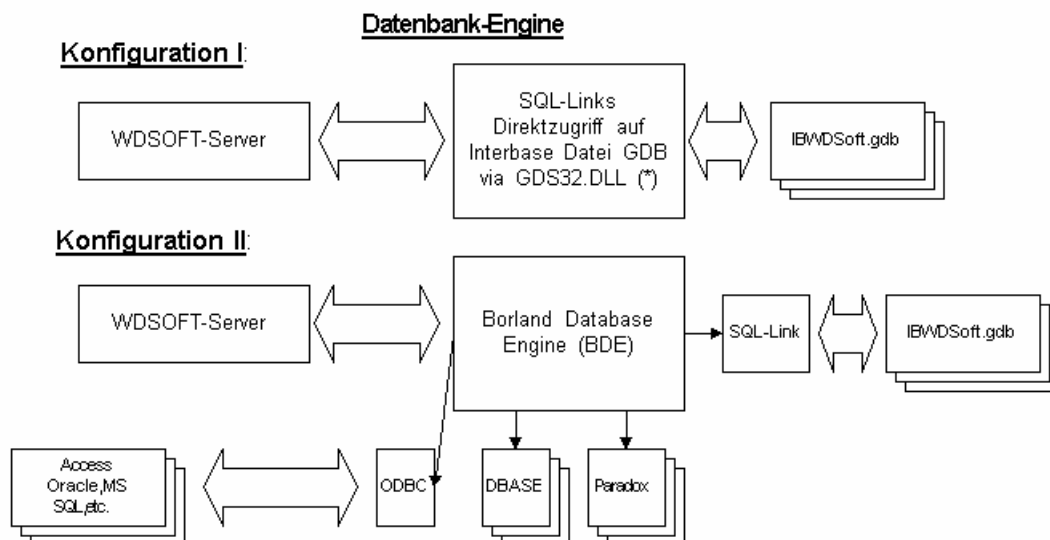 Datenbank-Engine
Konfiguration I:
WDSOFT-Server
SQL-Links
Direktzugriff auf
Interbase Datei GDB
via GDS32.DLL (*)
IBWDSoft.gdb
Konfiguration II:
WDSOFT-Server
Borland Database
Engine (BDE)
SQL-Link
IBWDSoft.gdb
Access
Oracle,MS
SQL,etc.
ODBC
DBASE
Paradox